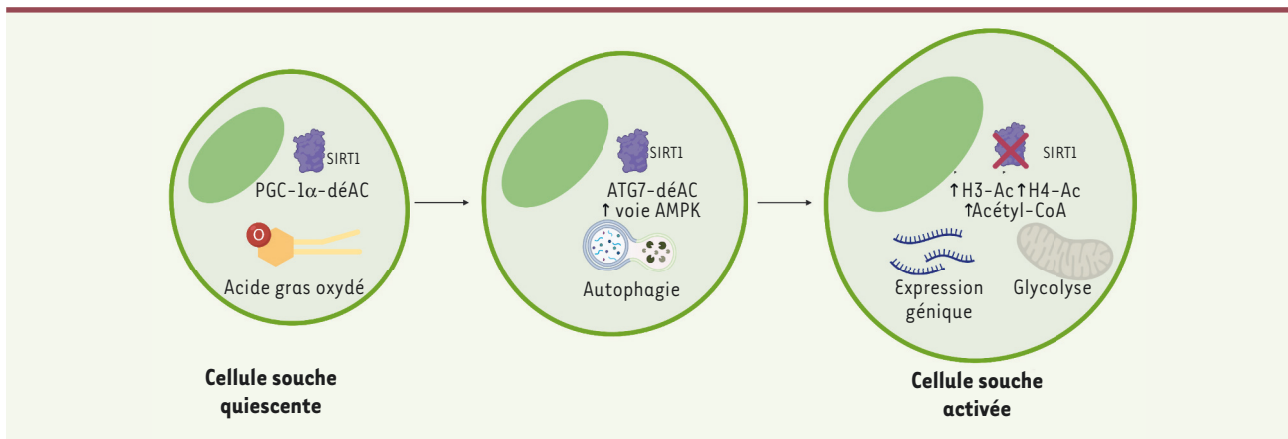 SIRT1
PGC-1α-déAC
O
Acide gras oxydé
Cellule souche
quiescente
SIRT1
ATG7-déAC
↑ voie AMPK
Autophagie
SIRT1
↑H3-Ac↑H4-Ac
↑Acétyl-CoA
Expression
génique
Glycolyse
Cellule souche
activée